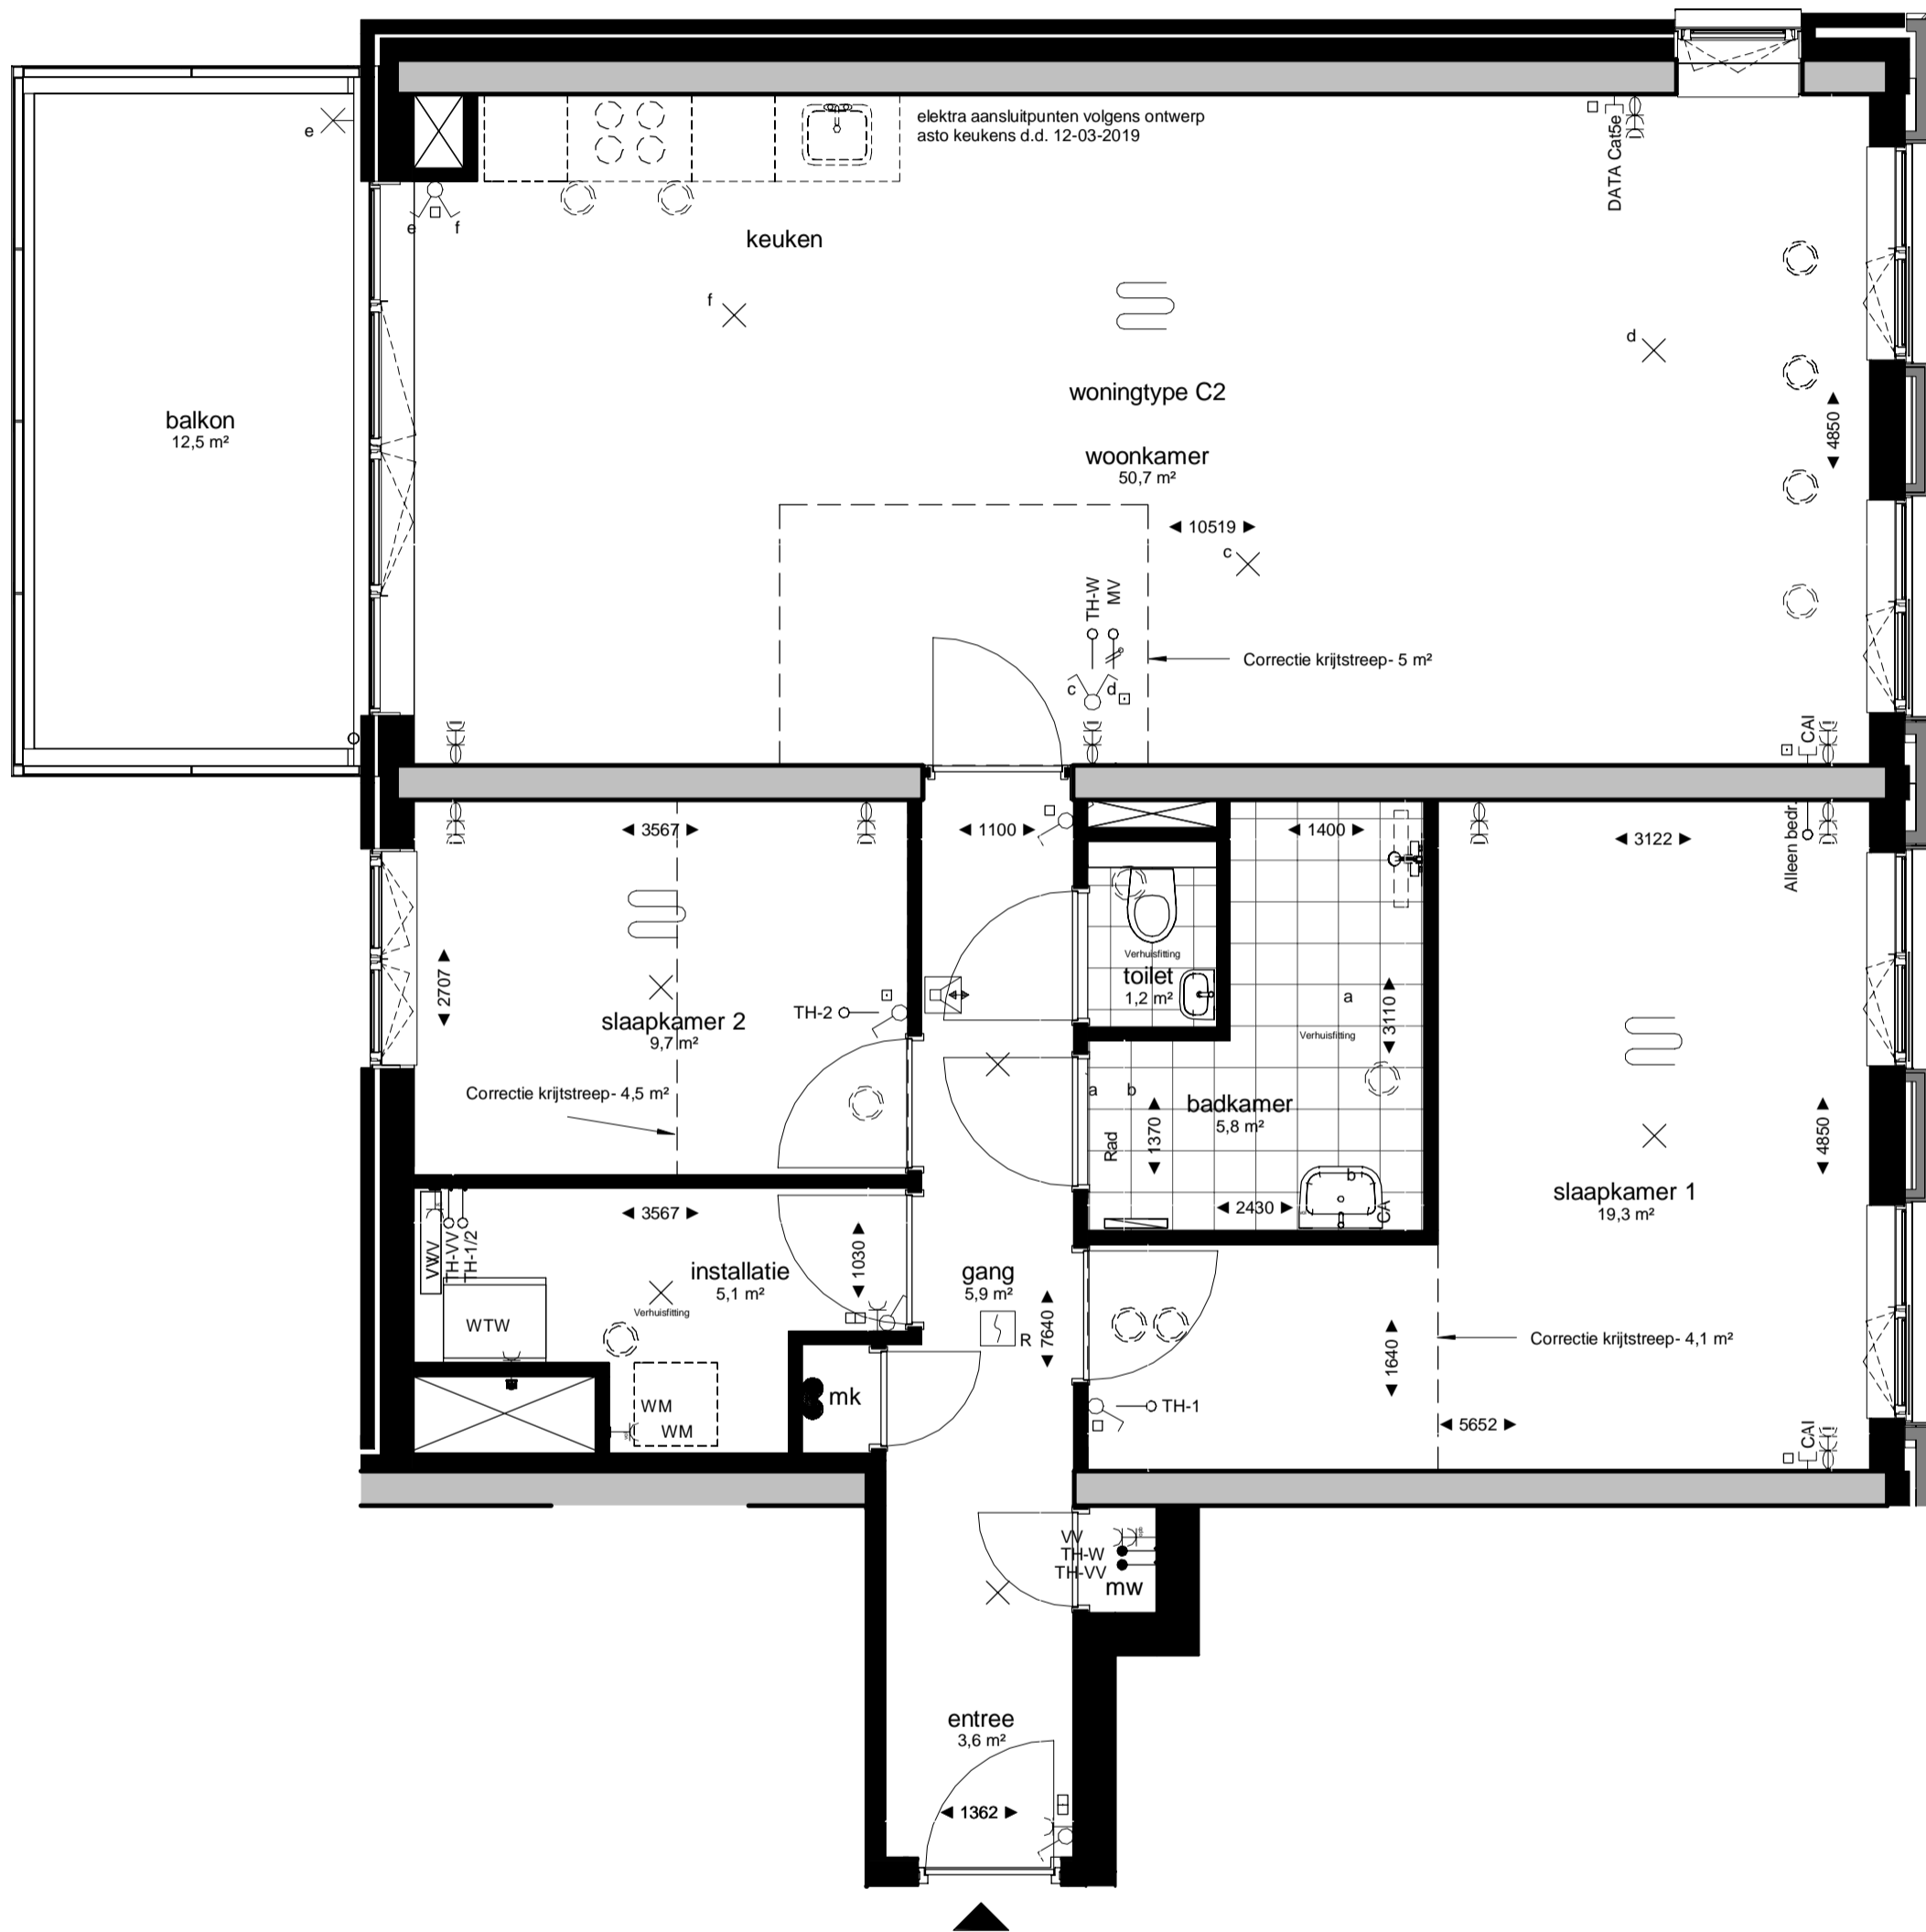 elektra aansluitpunten volgens ontwerp
asto keukens d.d. 12-03-2019
e
DATA Cat5e
e f
keuken
f
d
woningtype C2
balkon
12,5 m²
◄ 4850 ►
woonkamer
50,7 m²
◄ 10519 ►
c
TH-W
MV
Correctie krijtstreep- 5 m²
c d
CAI
◄ 3567 ►
◄ 1100 ►
◄ 1400 ►
◄ 3122 ►
Alleen bedr.
Verhuisfitting
toilet
1,2 m²
◄ 2707 ►
a
◄ 3110 ►
TH-2
slaapkamer 2
9,7 m²
Verhuisfitting
Correctie krijtstreep- 4,5 m²
a b
badkamer
5,8 m²
◄ 1370 ►
Rad
◄ 4850 ►
b
slaapkamer 1
19,3 m²
◄ 3567 ►
◄ 2430 ►
CA
VWV
TH-VV
TH-1/2
◄ 1030 ►
installatie
5,1 m²
gang
5,9 m²
Verhuisfitting
WTW
R
◄ 7640 ►
◄ 1640 ►
Correctie krijtstreep- 4,1 m²
mk
WM
WM
TH-1
◄ 5652 ►
CAI
VV
TH-W
TH-VV
mw
entree
3,6 m²
◄ 1362 ►